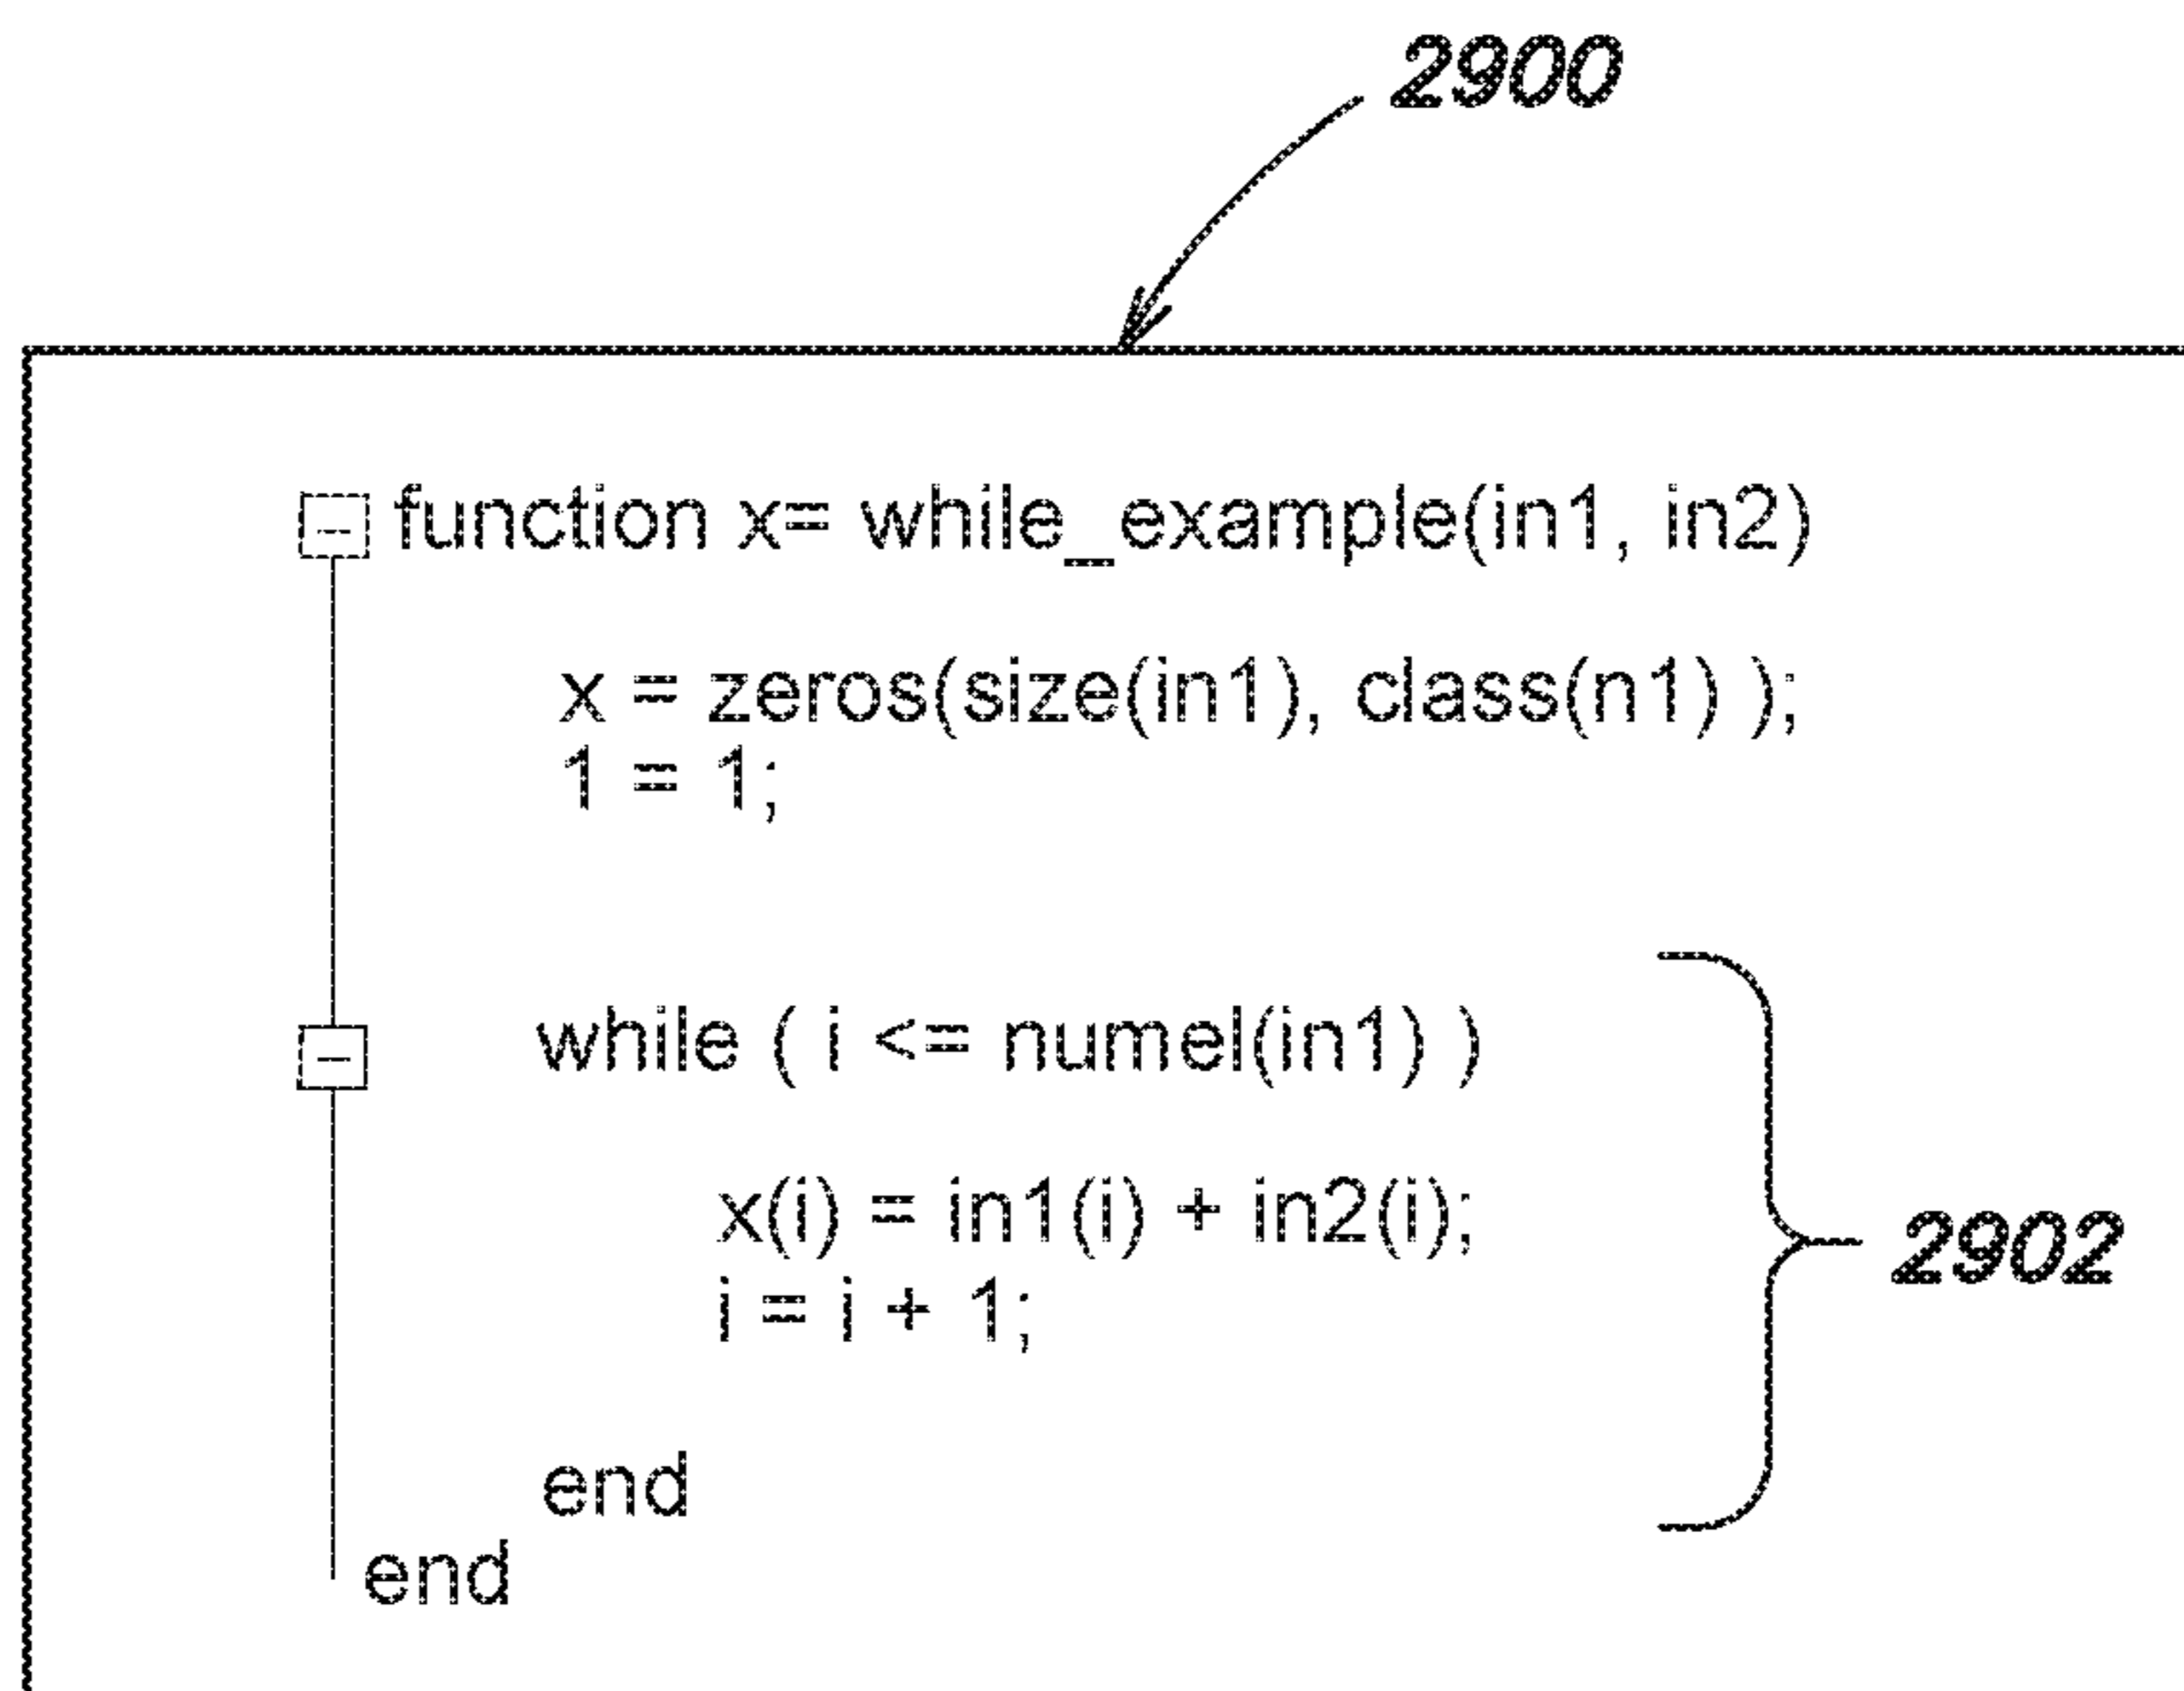 2900
function x= while_example(in1, in2)
x = zeros(size(in1), class(n1) );
1 = 1;
while ( i <= numel(in1) )
x(i) = in1(i) + in2(i);
i = i + 1;
2902
end
end